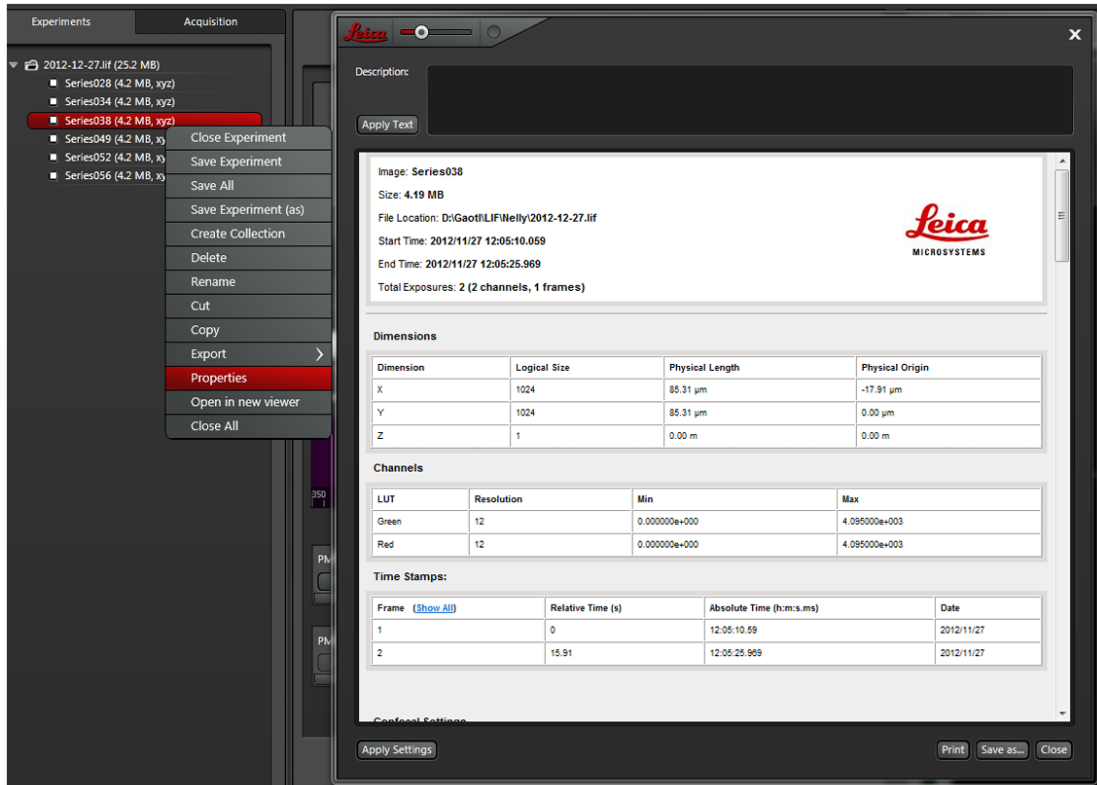 Experiments Acquisition
2012-12-27.lif (25.2 MB)
Series028 (4.2 MB, xyz)
Series034 (4.2 MB, xyz)
Series038 (4.2 MB, xyz)
Series049 (4.2 MB, xy
Series052 (4.2 MB, xy
Series056 (4.2 MB, xy
Close Experiment
Save Experiment
Save All
Save Experiment (as)
Create Collection
Delete
Rename
Cut
Copy
Export
Properties
Open in new viewer
Close All
350
PM
PM
Leica
Description:
Apply Text
Image: Series038
Size: 4.19 MB
File Location: D:\Gaotl\LIF\Nelly\2012-12-27.lif
Start Time: 2012/11/27 12:05:10.059
End Time: 2012/11/27 12:05:25.969
Total Exposures: 2 (2 channels, 1 frames)
Leica
MICROSYSTEMS
Dimensions
Dimension Logical Size Physical Length Physical Origin
X 1024 85.31 µm -17.91 µm
Y 1024 85.31 µm 0.00 µm
Z 1 0.00 m 0.00 m
Channels
LUT Resolution Min Max
Green 12 0.000000e+000 4.095000e+003
Red 12 0.000000e+000 4.095000e+003
Time Stamps:
Frame (Show All) Relative Time (s) Absolute Time (h:m:s.ms) Date
1 0 12:05:10.59 2012/11/27
2 15.91 12:05:25.969 2012/11/27
Confocal Settings
Apply Settings Print Save as... Close